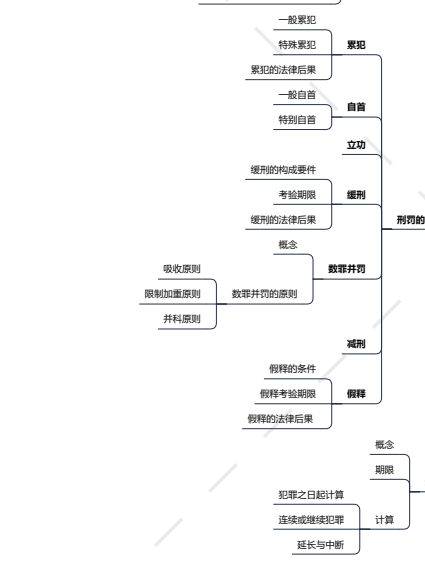 一般累犯
特殊累犯
累犯的法律后果
累犯
一般自首
特别自首
自首
立功
缓刑的构成要件
考验期限
缓刑的法律后果
缓刑
刑罚的
概念
数罪并罚
吸收原则
限制加重原则
并科原则
数罪并罚的原则
减刑
假释的条件
假释考验期限
假释的法律后果
假释
概念
期限
犯罪之日起计算
连续或继续犯罪
延长与中断
计算